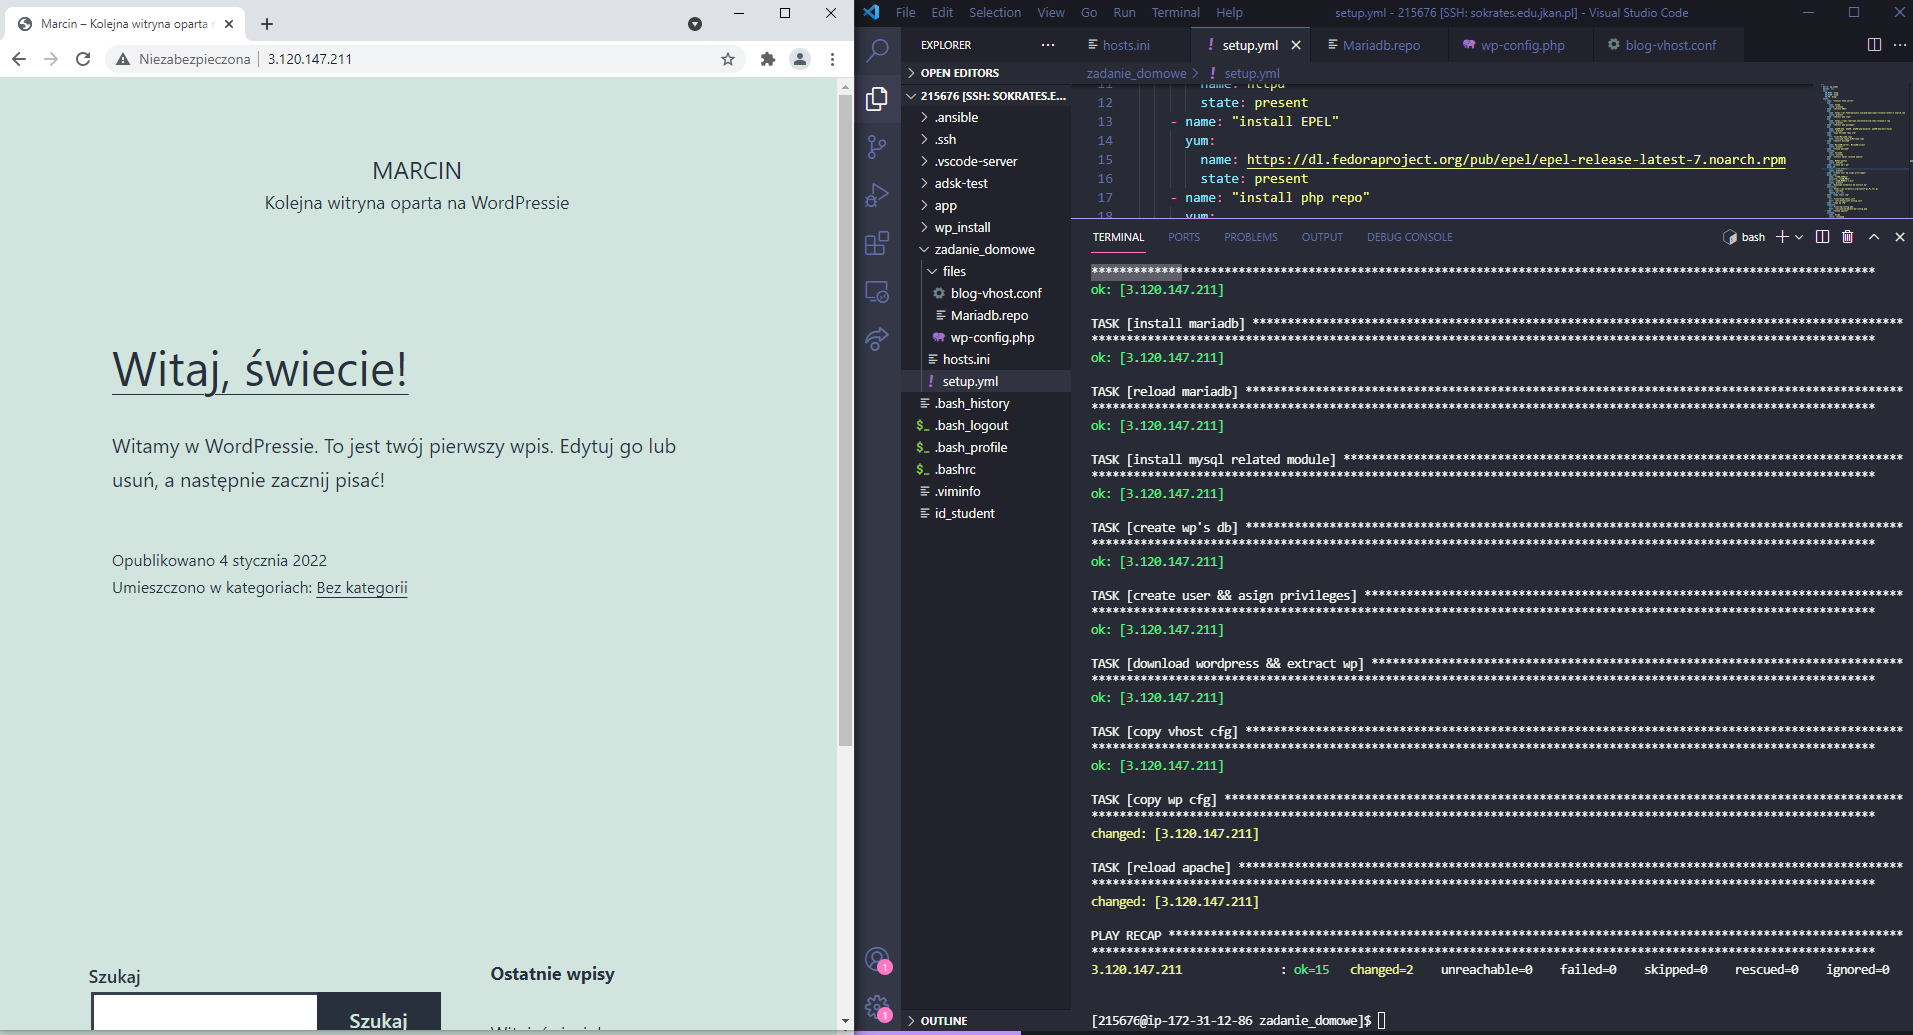 Marcin – Kolejna witryna oparta n
Niezabezpieczona
3.120.147.211
MARCIN
Kolejna witryna oparta na WordPressie
Witaj, świecie!
Witamy w WordPressie. To jest twój pierwszy wpis. Edytuj go lub
usuń, a następnie zacznij pisać!
Opublikowano 4 stycznia 2022
Umieszczono w kategoriach: Bez kategorii
Szukaj
Szukaj
Ostatnie wpisy
File Edit Selection View Go Run Terminal Help
setup.yml - 215676 [SSH: sokrates.edu.jkan.pl] - Visual Studio Code
EXPLORER
OPEN EDITORS
215676 [SSH: SOKRATES.E...
.ansible
.ssh
.vscode-server
adsk-test
app
wp_install
zadanie_domowe
files
blog-vhost.conf
Mariadb.repo
wp-config.php
hosts.ini
setup.yml
.bash_history
.bash_logout
.bash_profile
.bashrc
.viminfo
id_student
OUTLINE
1
1
hosts.ini
setup.yml
Mariadb.repo
wp-config.php
blog-vhost.conf
zadanie_domowe > ! setup.yml
11 name: httpd
12 state: present
13 - name: "install EPEL"
14 yum:
15 name: https://dl.fedoraproject.org/pub/epel/epel-release-latest-7.noarch.rpm
16 state: present
17 - name: "install php repo"
18 yum:
TERMINAL PORTS PROBLEMS OUTPUT DEBUG CONSOLE
bash
ok: [3.120.147.211]
TASK [install mariadb]
ok: [3.120.147.211]
TASK [reload mariadb]
ok: [3.120.147.211]
TASK [install mysql related module]
ok: [3.120.147.211]
TASK [create wp's db]
ok: [3.120.147.211]
TASK [create user && asign privileges]
ok: [3.120.147.211]
TASK [download wordpress && extract wp]
ok: [3.120.147.211]
TASK [copy vhost cfg]
ok: [3.120.147.211]
TASK [copy wp cfg]
changed: [3.120.147.211]
TASK [reload apache]
changed: [3.120.147.211]
PLAY RECAP
3.120.147.211 : ok=15 changed=2 unreachable=0 failed=0 skipped=0 rescued=0 ignored=0
[215676@ip-172-31-12-86 zadanie_domowe]$